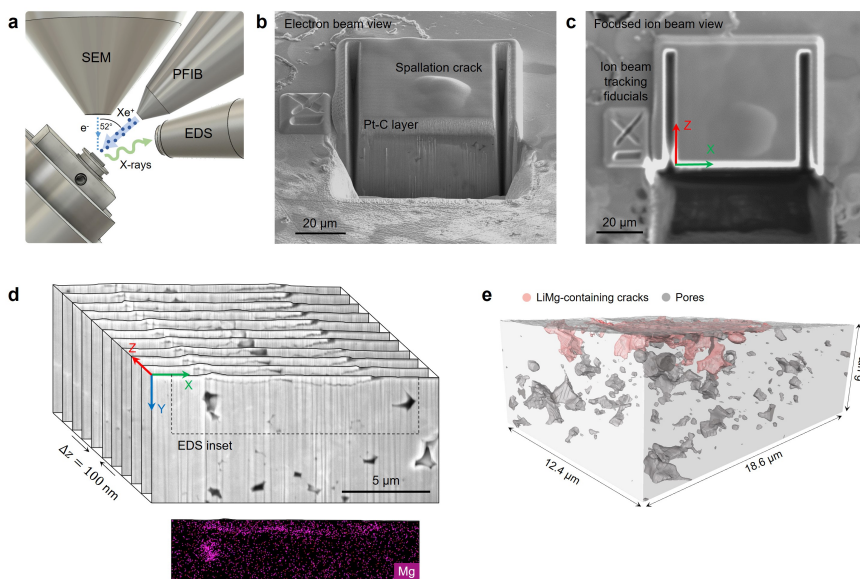 a
SEM
PFIB
Xe⁺
e⁻
52°
EDS
X-rays
b
Electron beam view
Spallation crack
Pt-C layer
20 µm
c
Focused ion beam view
Ion beam
tracking
fiducials
Z
X
20 µm
d
Z
X
Y
EDS inset
Δz = 100 nm
5 µm
Mg
e
LiMg-containing cracks
Pores
12.4 µm
18.6 µm